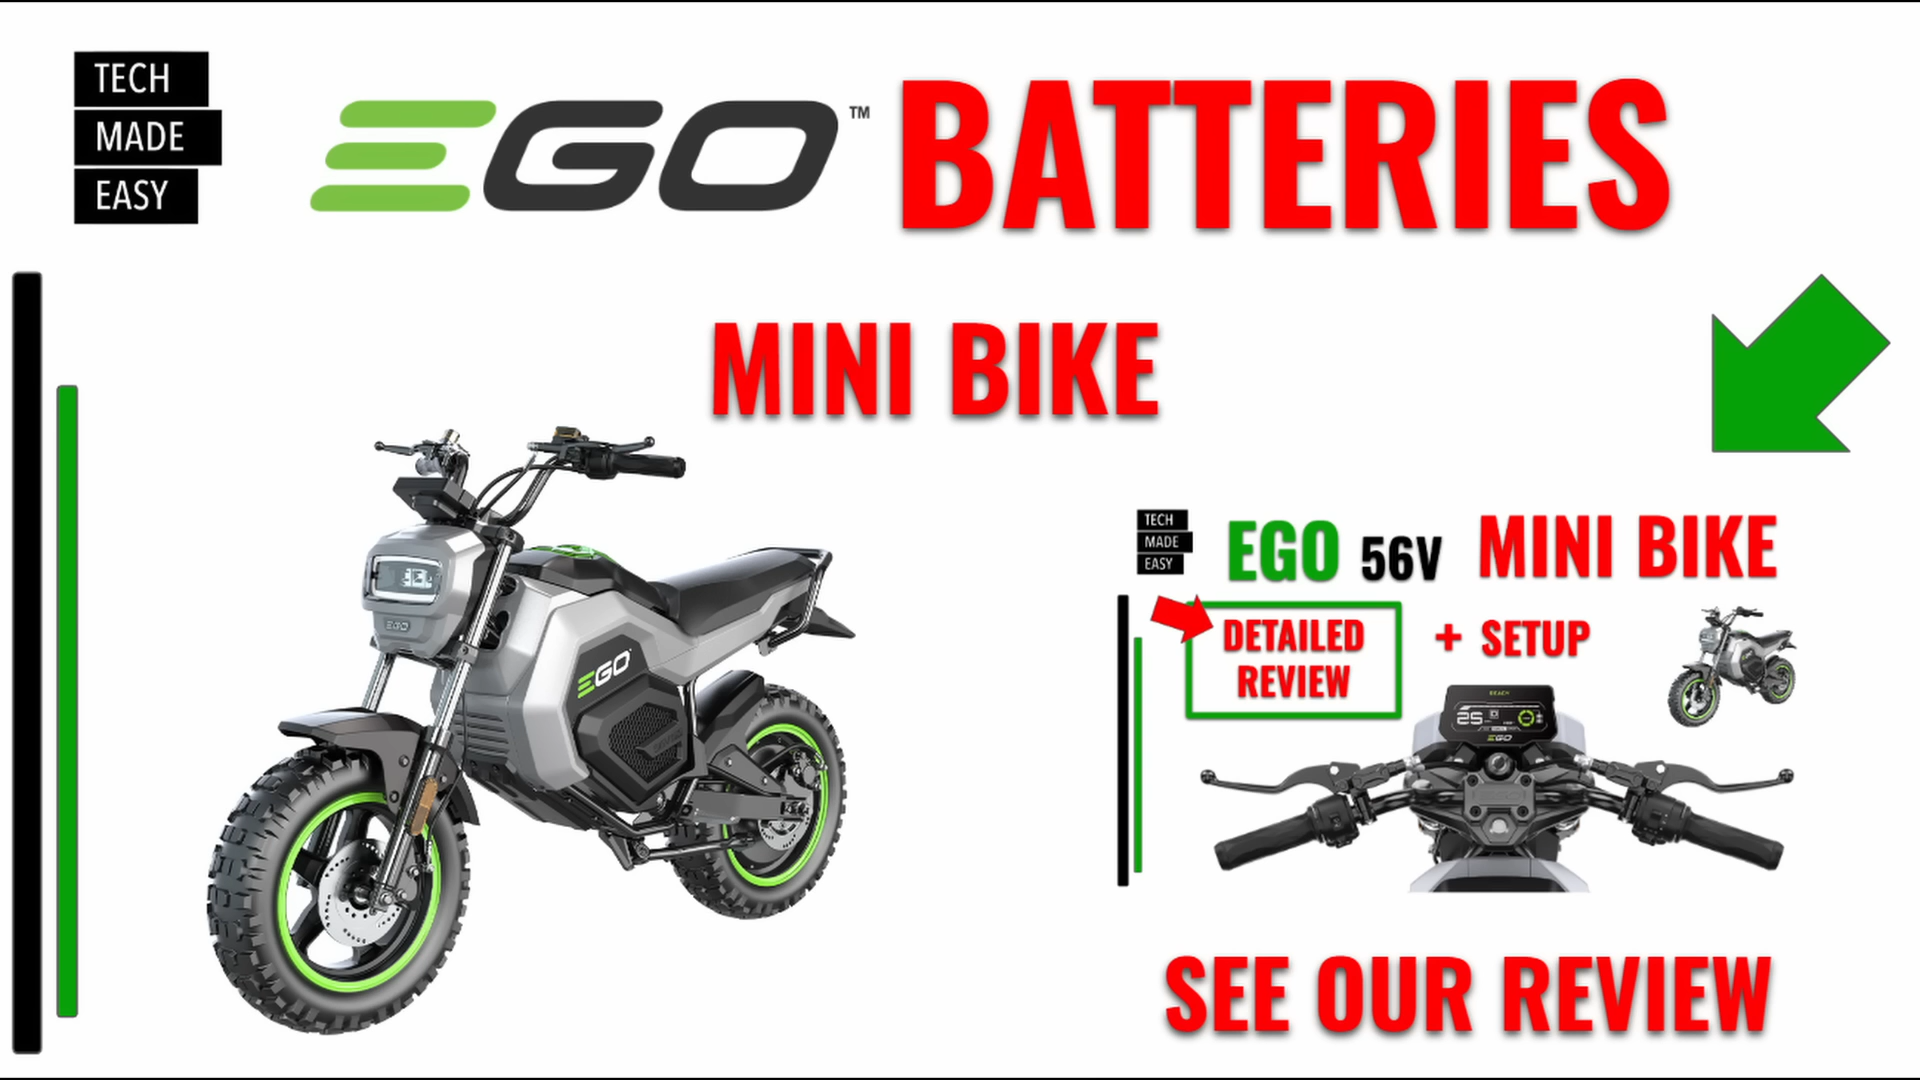 TECH
MADE
EASY
EGO™ BATTERIES
MINI BIKE
EGO
EGO
TECH
MADE
EASY
EGO 56V MINI BIKE
DETAILED
REVIEW
+ SETUP
25
EGO
SEE OUR REVIEW